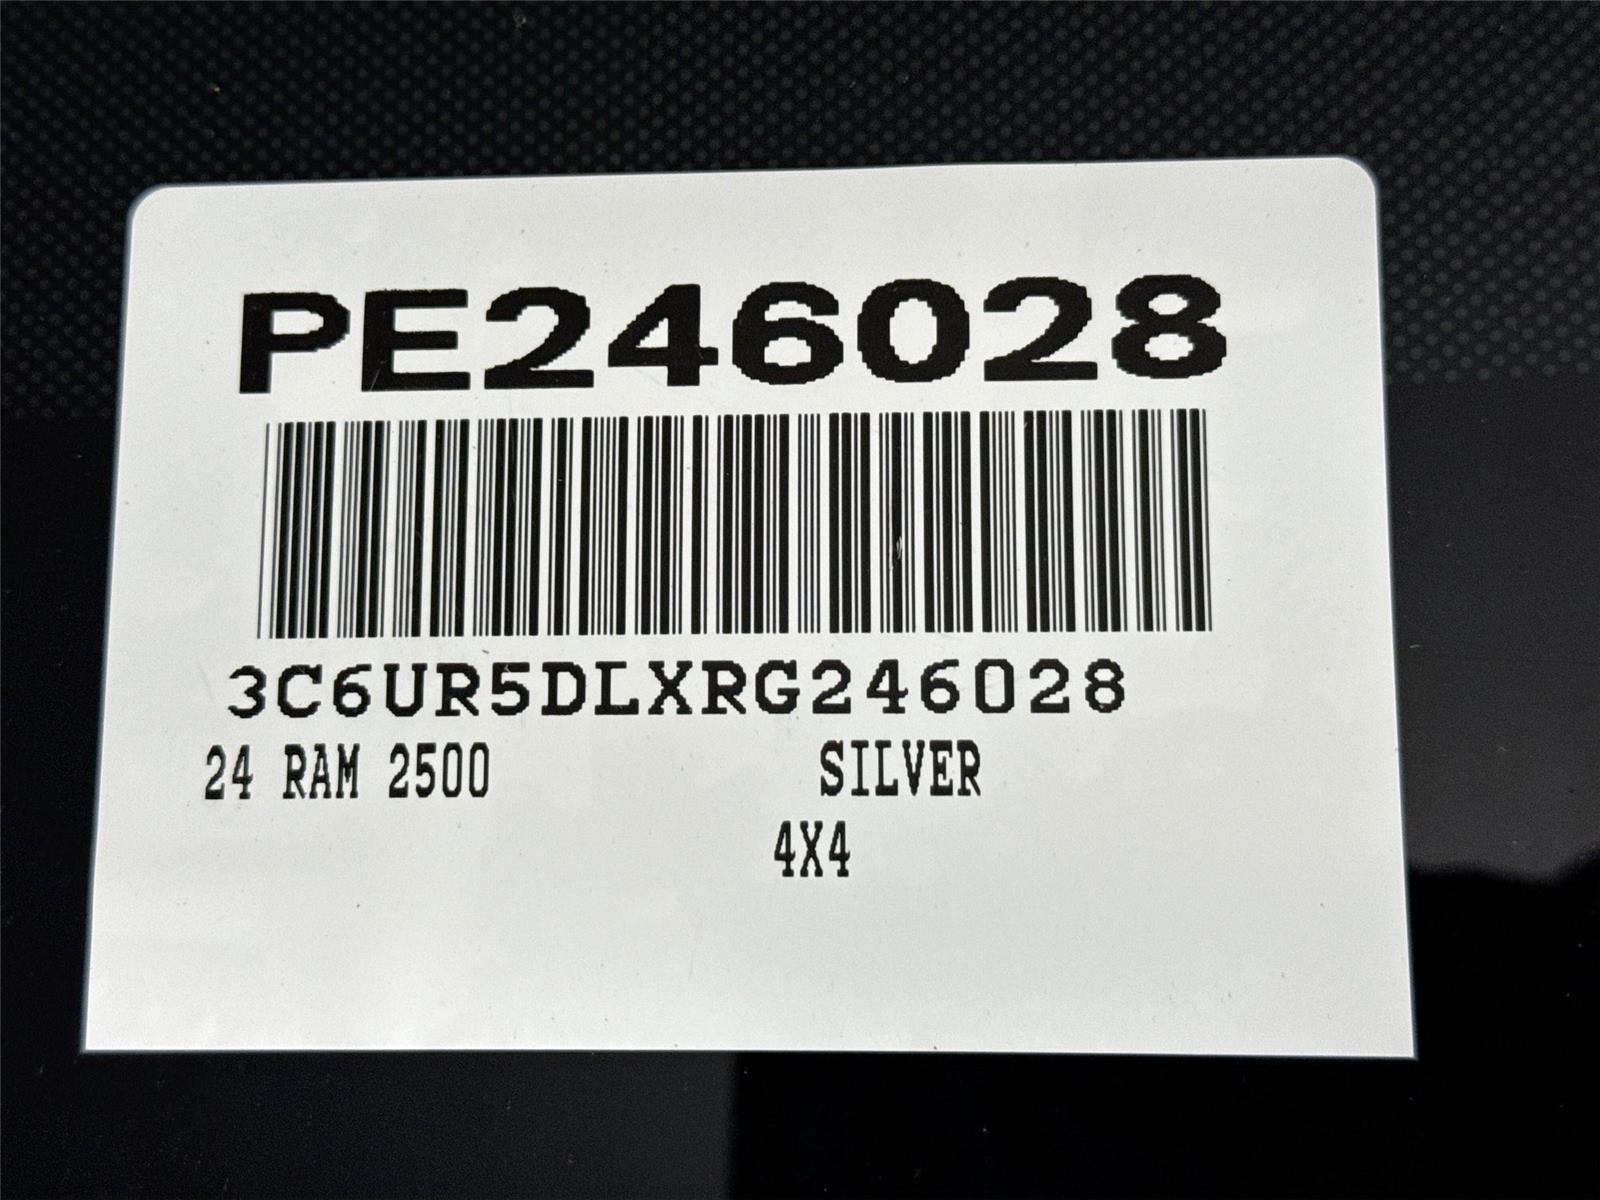 PE246028
3C6UR5DLXRG246028
24 RAM 2500 SILVER
4X4